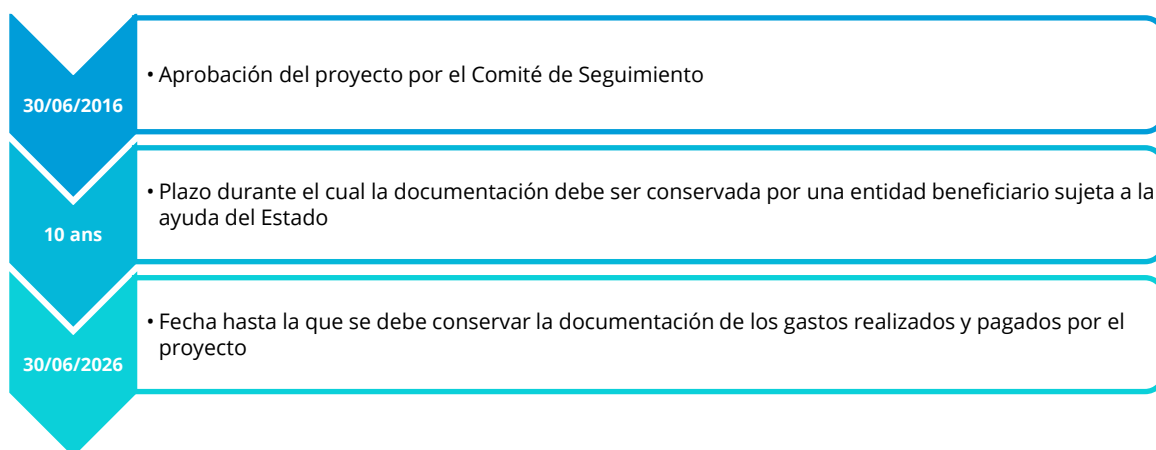 30/06/2016
• Aprobación del proyecto por el Comité de Seguimiento
10 ans
• Plazo durante el cual la documentación debe ser conservada por una entidad beneficiario sujeta a la
ayuda del Estado
30/06/2026
• Fecha hasta la que se debe conservar la documentación de los gastos realizados y pagados por el
proyecto